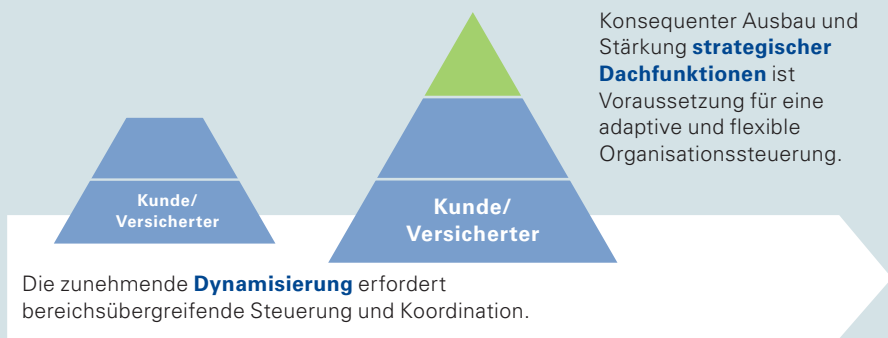 Konsequenter Ausbau und
Stärkung strategischer
Dachfunktionen ist
Voraussetzung für eine
adaptive und flexible
Organisationssteuerung.
Kunde/
Versicherter
Kunde/
Versicherter
Die zunehmende Dynamisierung erfordert
bereichsübergreifende Steuerung und Koordination.